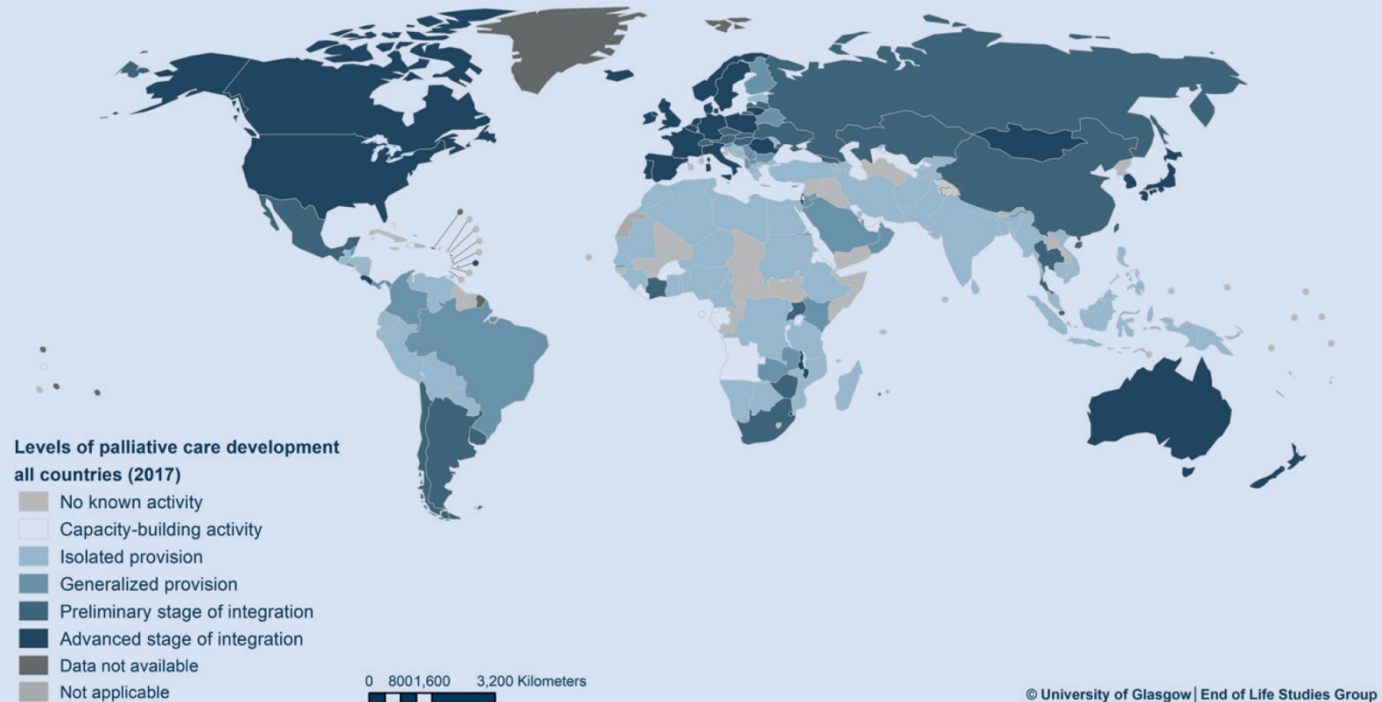 Levels of palliative care development
all countries (2017)
No known activity
Capacity-building activity
Isolated provision
Generalized provision
Preliminary stage of integration
Advanced stage of integration
Data not available
Not applicable
0 800 1,600 3,200 Kilometers
© University of Glasgow | End of Life Studies Group